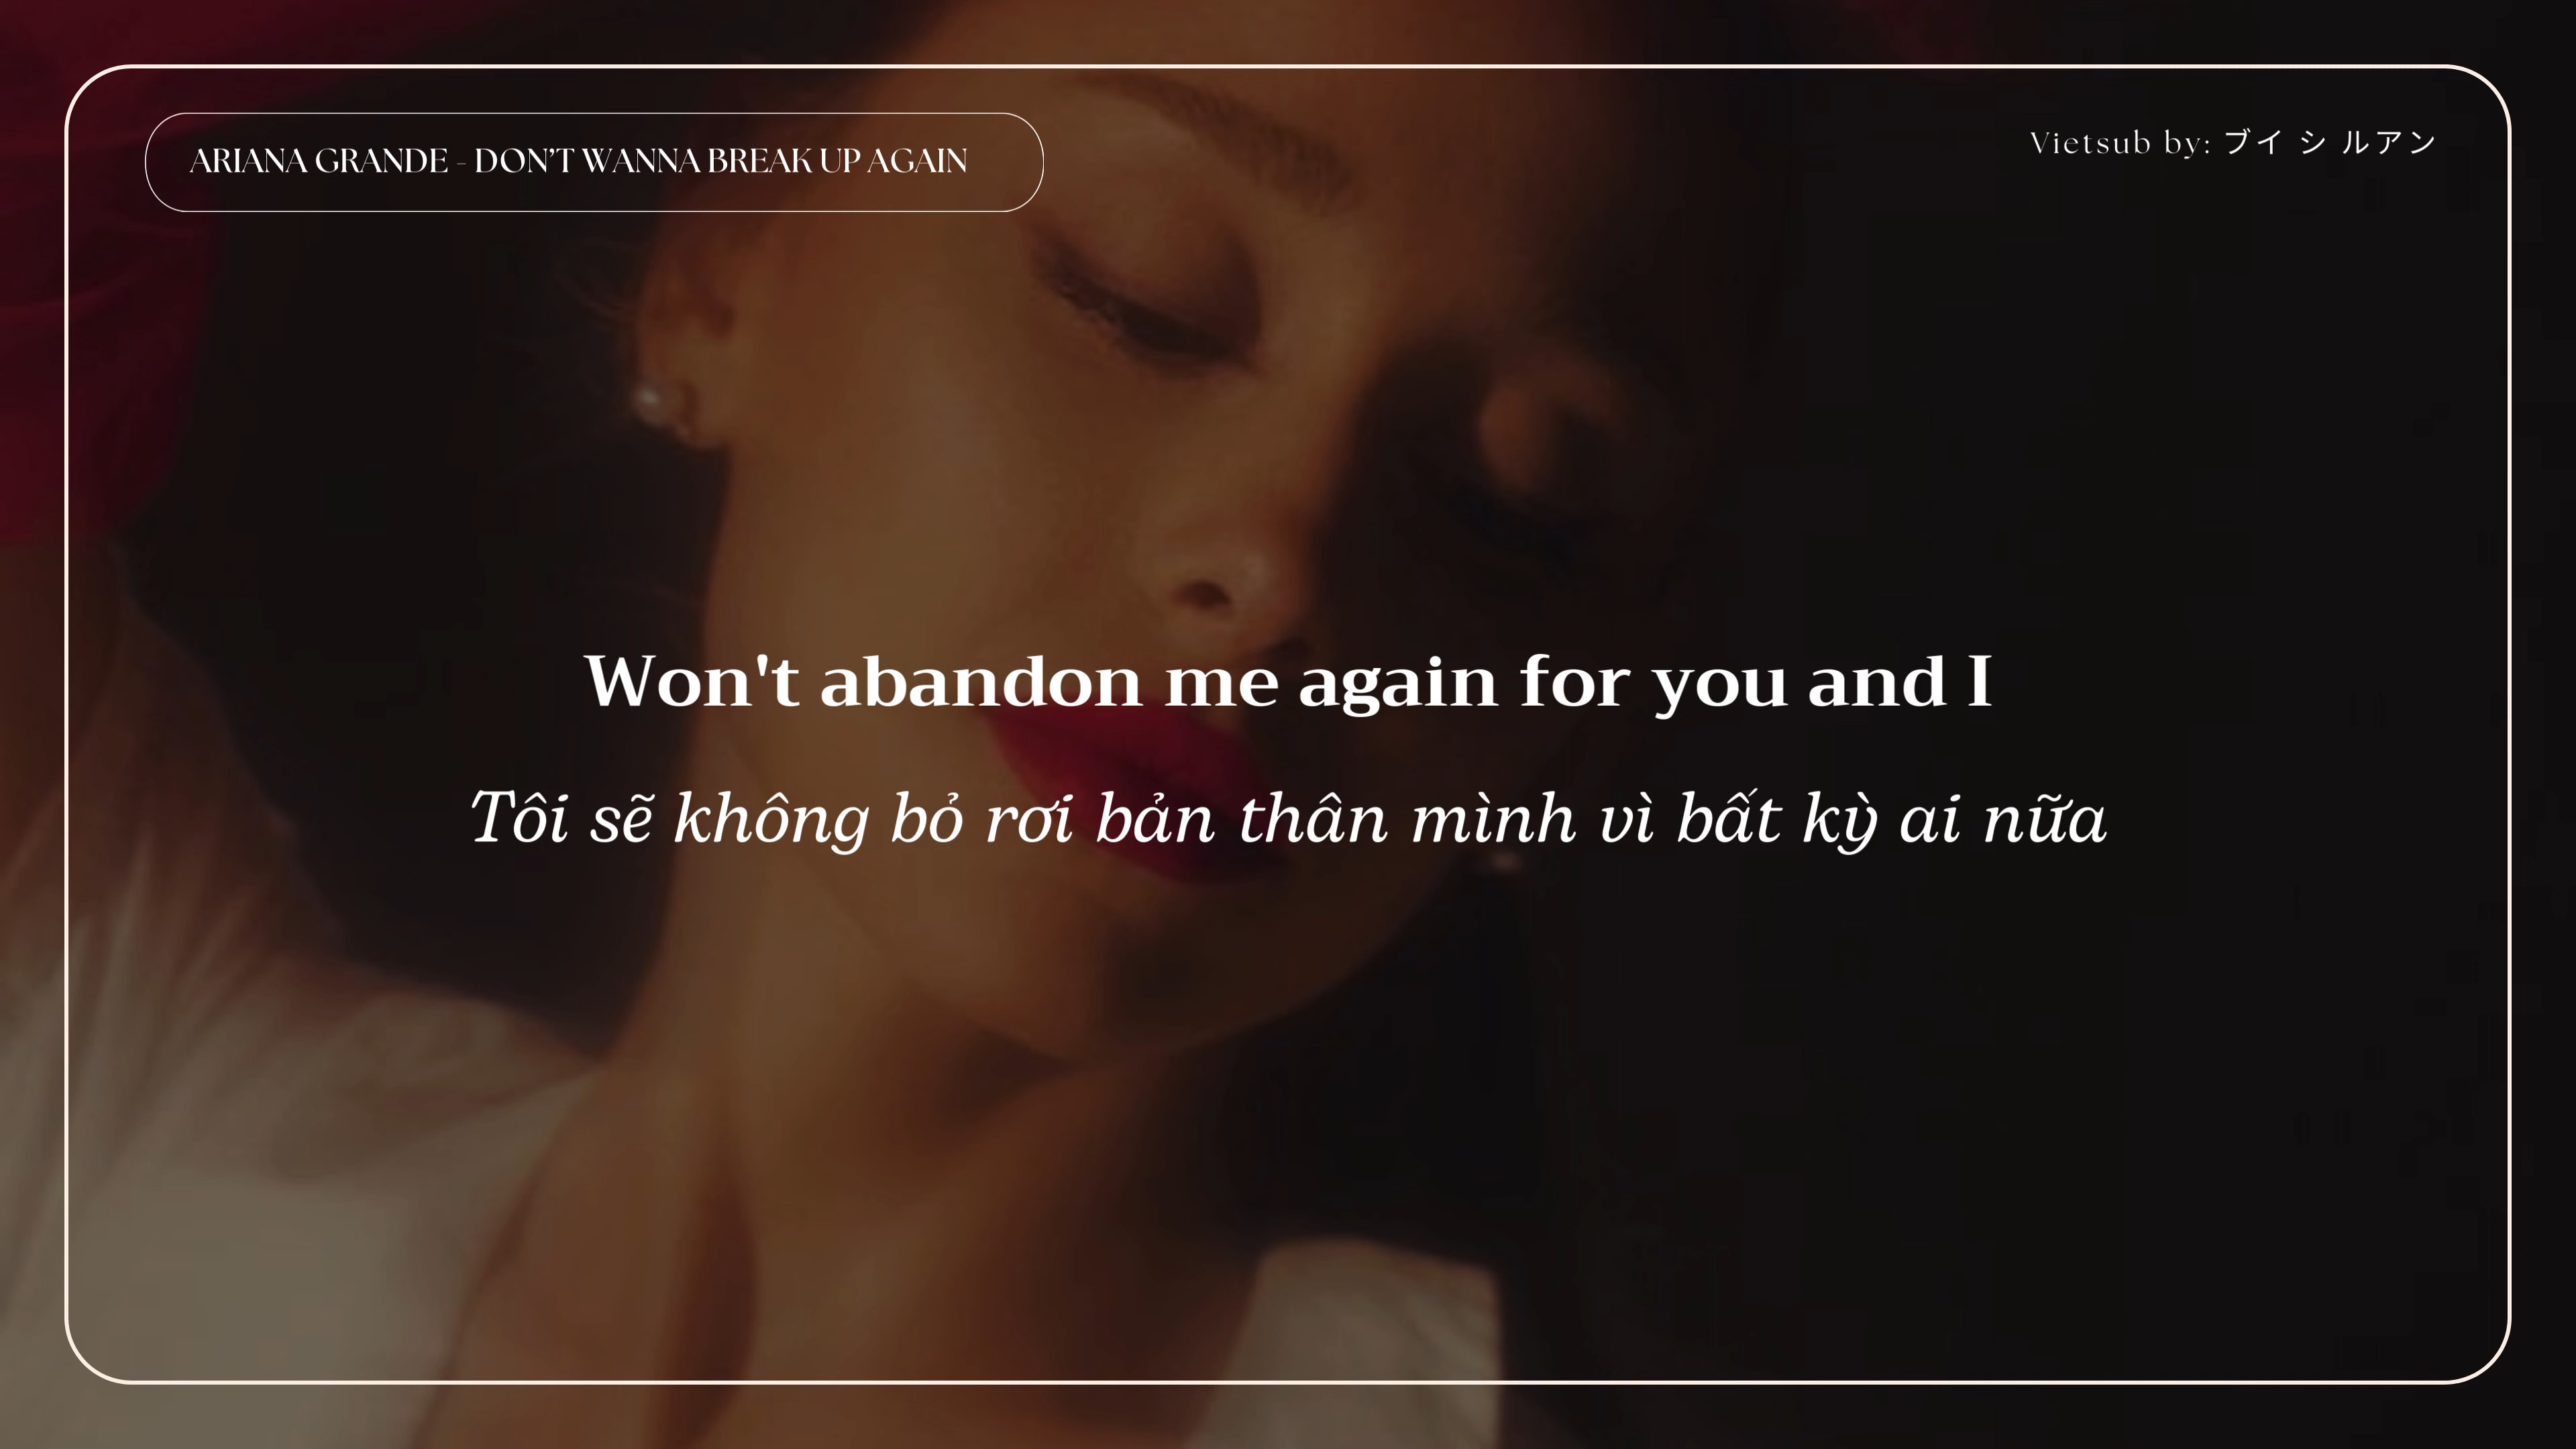 ARIANA GRANDE - DON'T WANNA BREAK UP AGAIN
Vietsub by: ブイ シ ルアン
Won't abandon me again for you and I
Tôi sẽ không bỏ rơi bản thân mình vì bất kỳ ai nữa